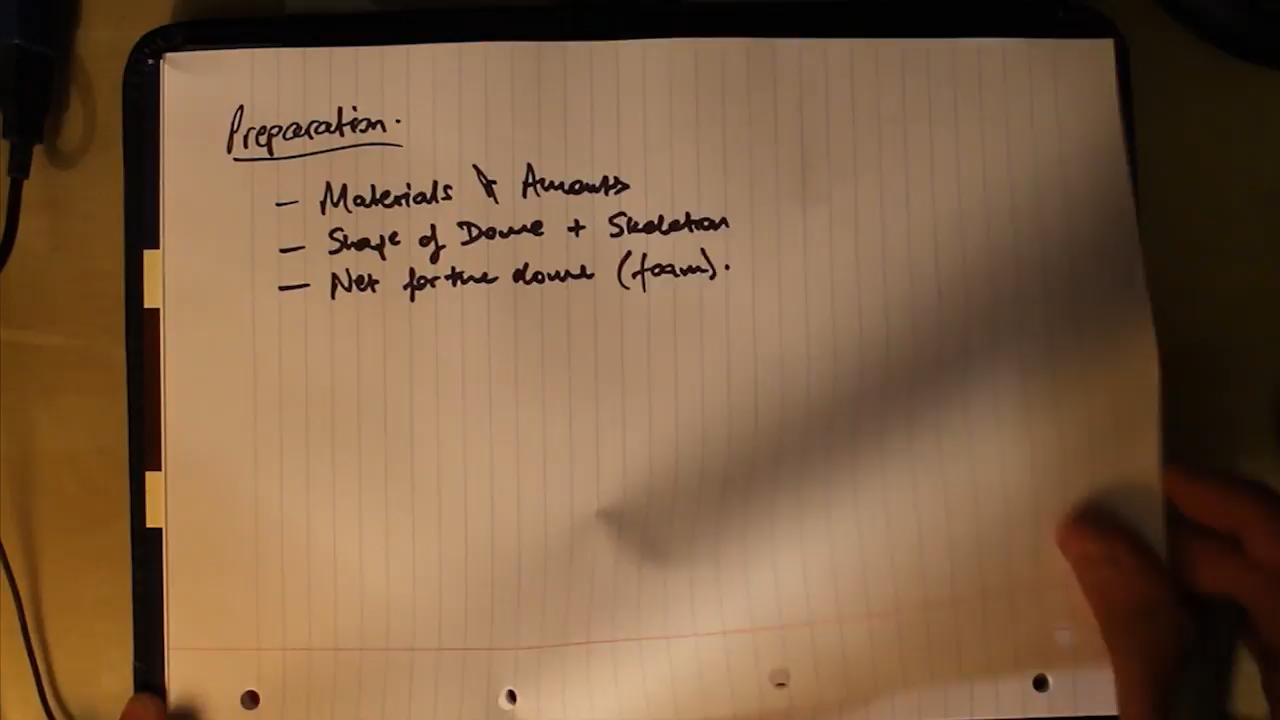 Preparation.
- Materials & Amounts
- Shape of Dome + Skeleton
- Net for the dome (foam).